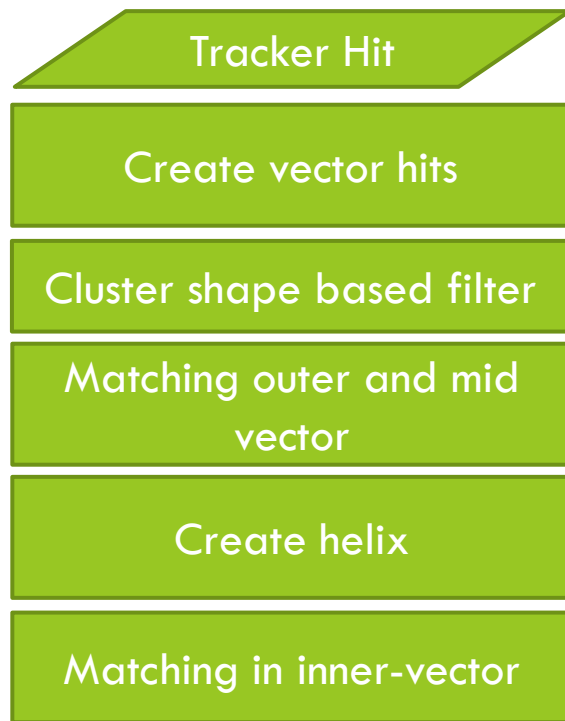 Tracker Hit
Create vector hits
Cluster shape based filter
Matching outer and mid
vector
Create helix
Matching in inner-vector